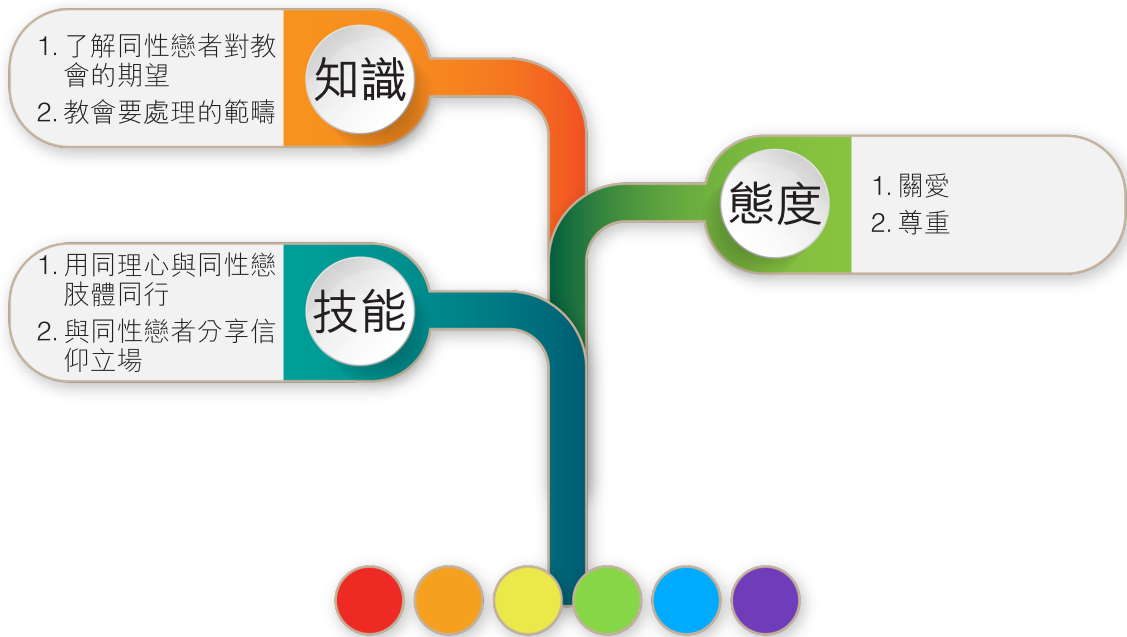 1. 了解同性戀者對教
會的期望
2. 教會要處理的範疇
知識
態度
1. 關愛
2. 尊重
1. 用同理心與同性戀
肢體同行
2. 與同性戀者分享信
仰立場
技能